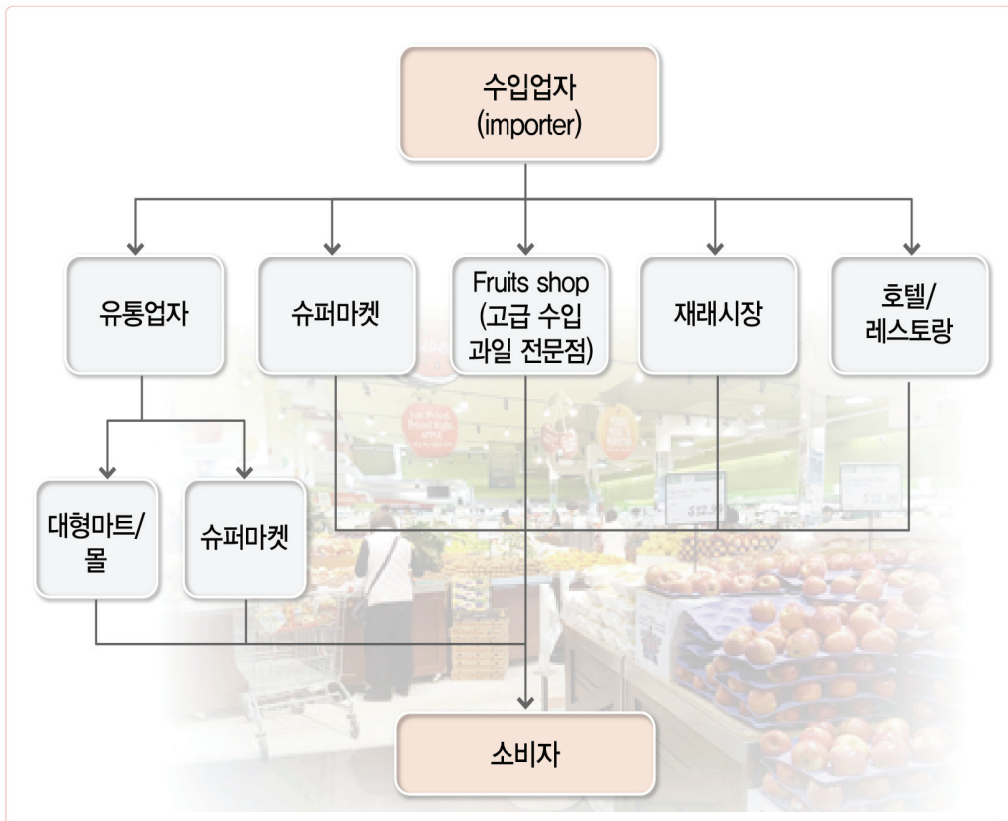 수입업자
(importer)
유통업자
슈퍼마켓
Fruits shop
(고급 수입
과일 전문점)
재래시장
호텔/
레스토랑
대형마트/
몰
슈퍼마켓
소비자